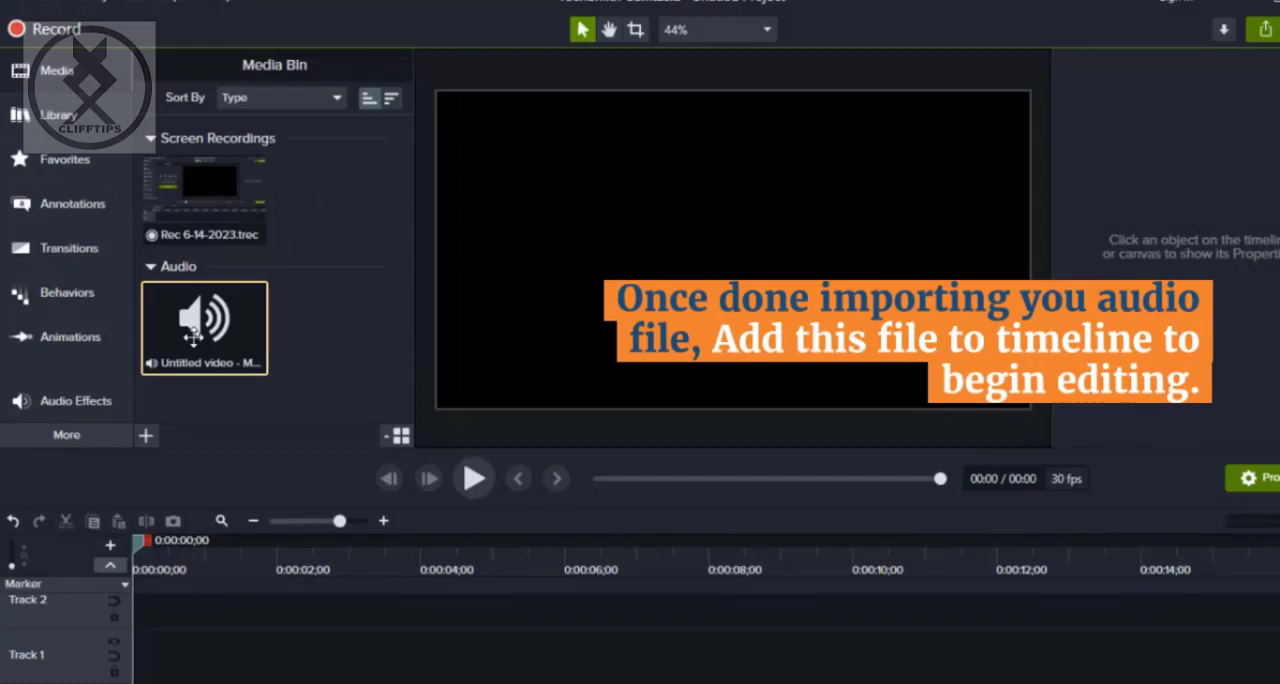 Record
44%
Media
Library
CLIFFTIPS
Favorites
Annotations
Transitions
Behaviors
Animations
Audio Effects
More
Media Bin
Sort By Type
Screen Recordings
Rec 6-14-2023.trec
Audio
Untitled video - M...
Click an object on the
or canvas to show its
Once done importing you audio
file, Add this file to timeline to
begin editing.
00:00 / 00:00 30 fps
0:00:00;00
0:00:00;00 0:00:02;00 0:00:04;00 0:00:06;00 0:00:08;00 0:00:10;00 0:00:12;00 0:00:14;00
Marker
Track 2
Track 1